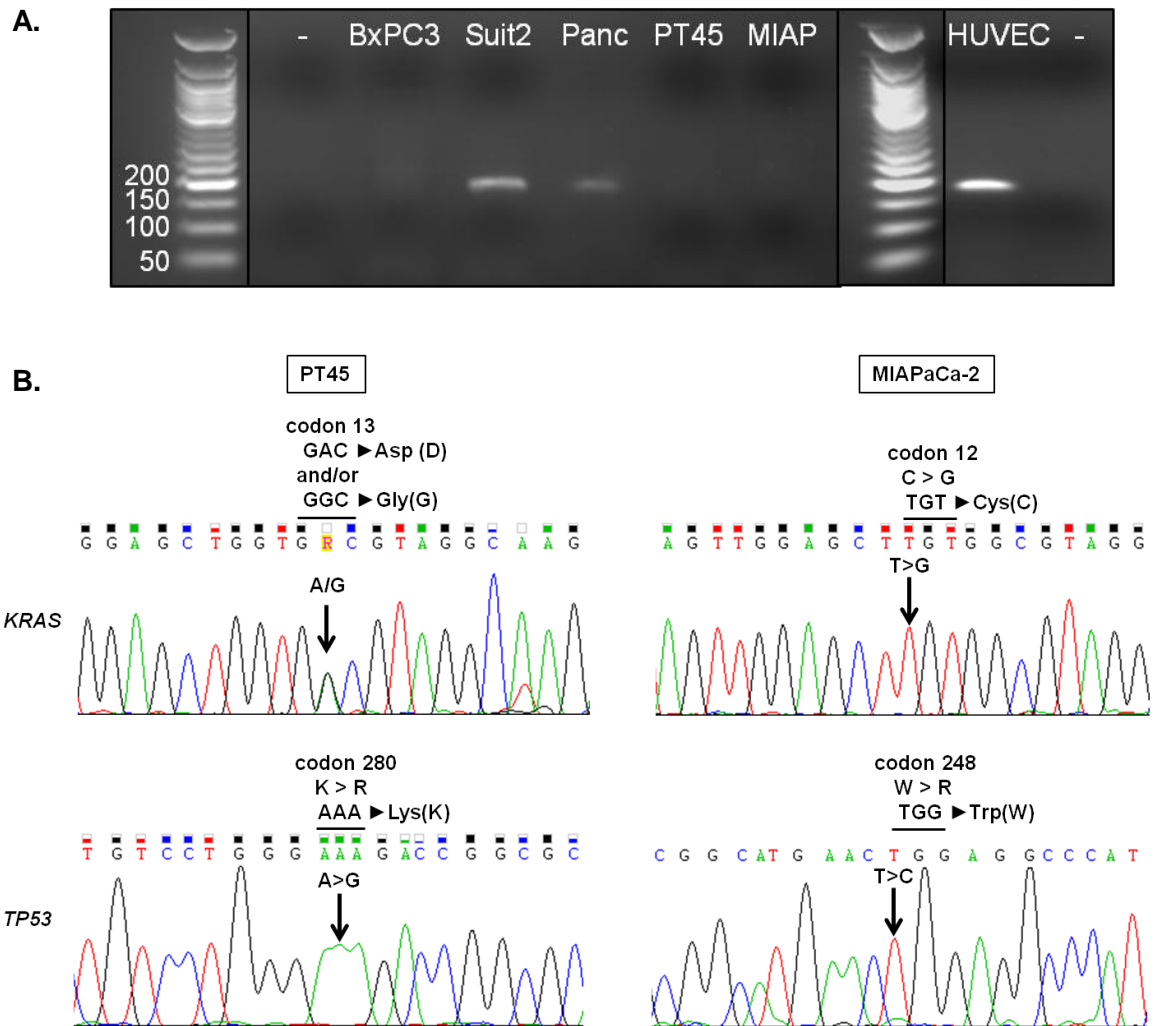 A.
- BxPC3 Suit2 Panc PT45 MIAP HUVEC -
200
150
100
50
B.
PT45
MIAPaCa-2
codon 13
GAC ►Asp (D)
and/or
GGC ►Gly(G)
codon 12
C > G
TGT ►Cys(C)
G G A G C T G G T G R C G T A G G C A A G
A G T T G G A G C T T G T G G C G T A G G
A/G
T>G
KRAS
codon 280
K > R
AAA ►Lys(K)
codon 248
W > R
TGG ►Trp(W)
T G T C C T G G G A A A G A C C G G C G C
C G G C A T G A A C T G G A G G C C C A T
A>G
T>C
TP53